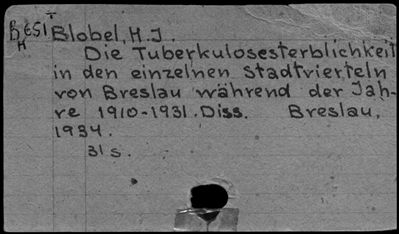 Blobel, H.J.
Die Tuberkulosesterblichkeit
in den einzelnen Stadtvierteln
von Breslau während der Jah-
re 1910-1931. Diss. Breslau,
1934.
31 s.